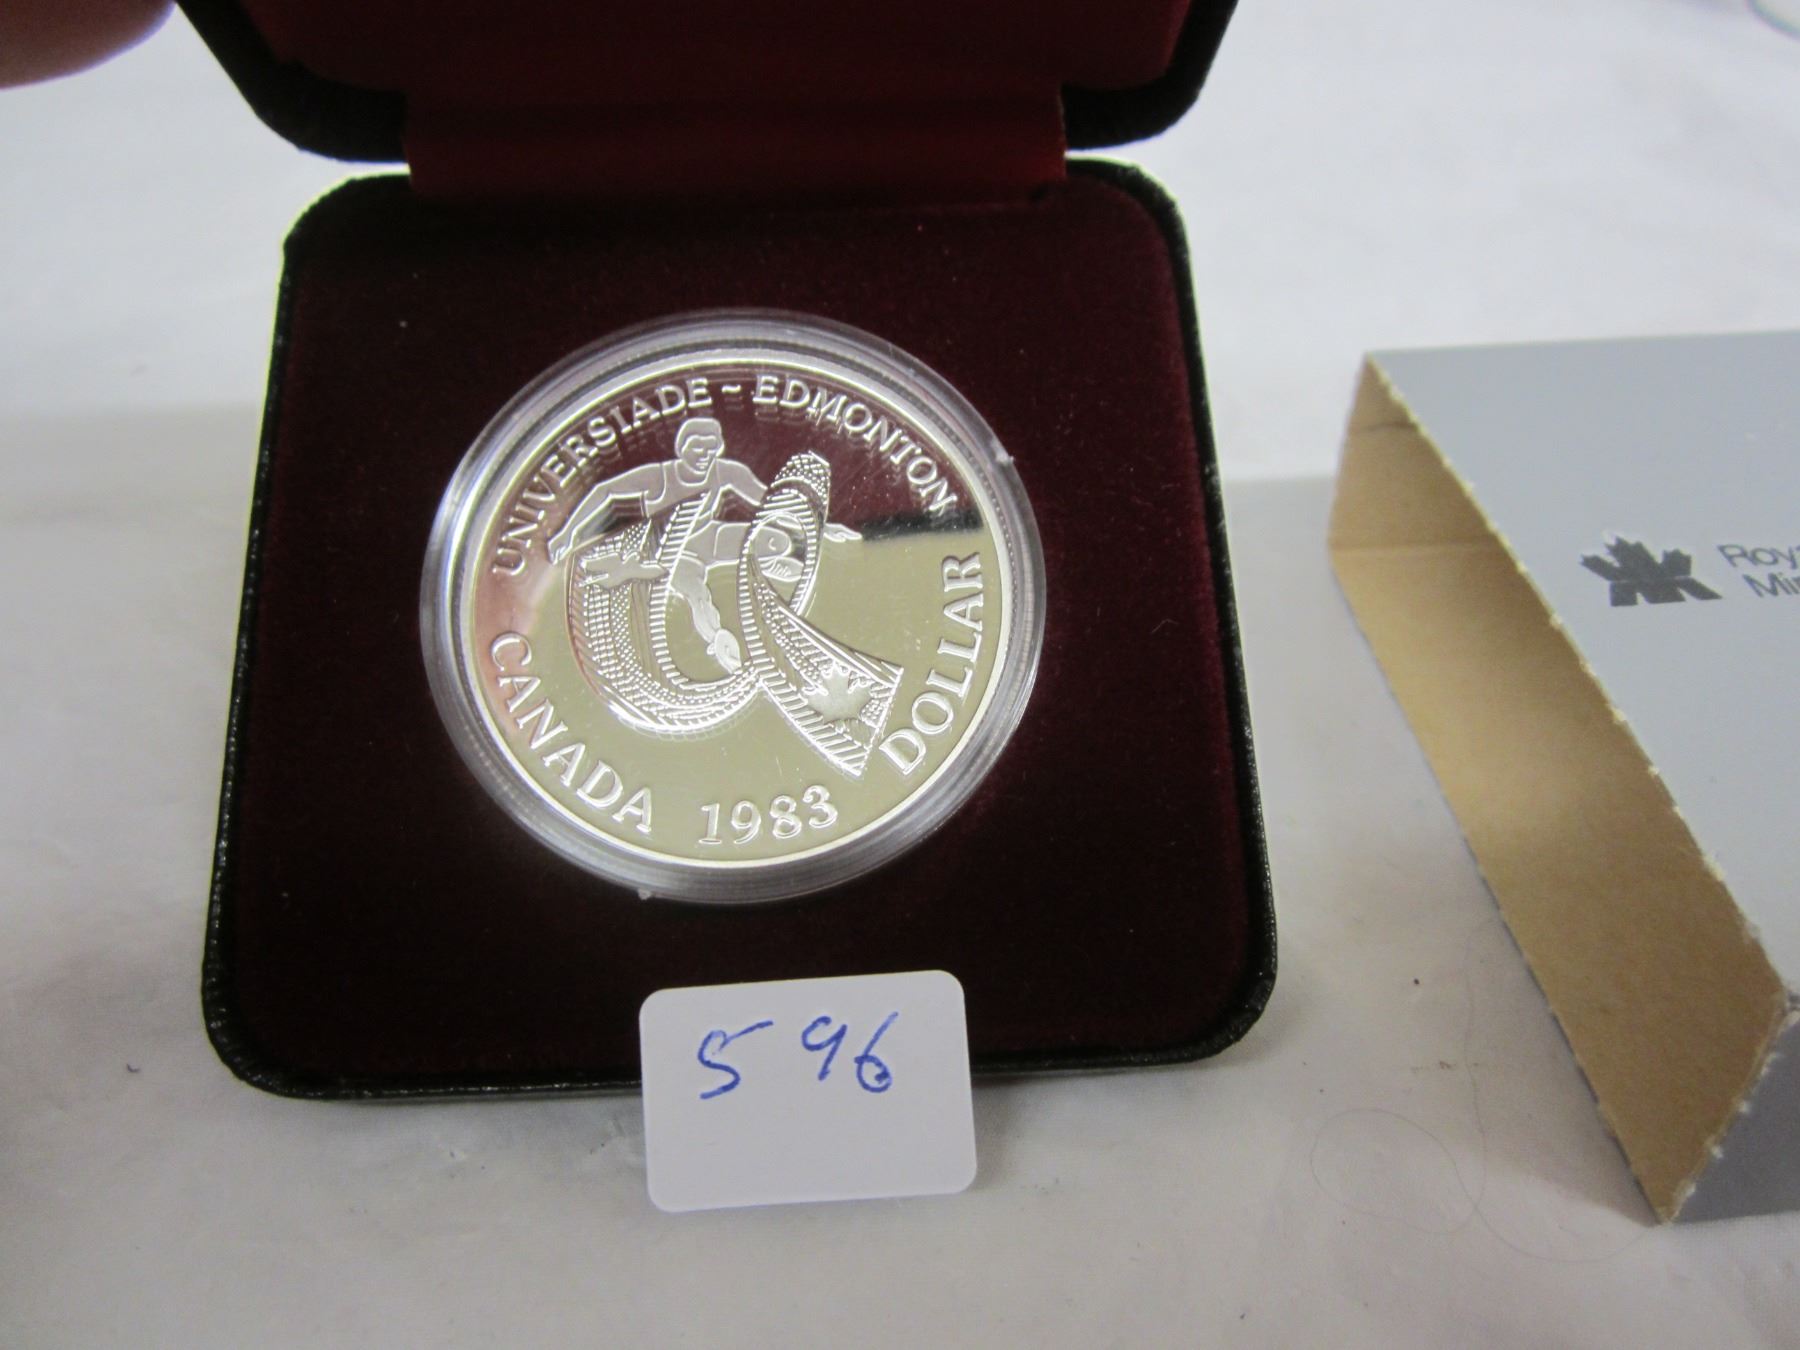 UNIVERSIADE ~ EDMONTON
CANADA 1983 DOLLAR
596